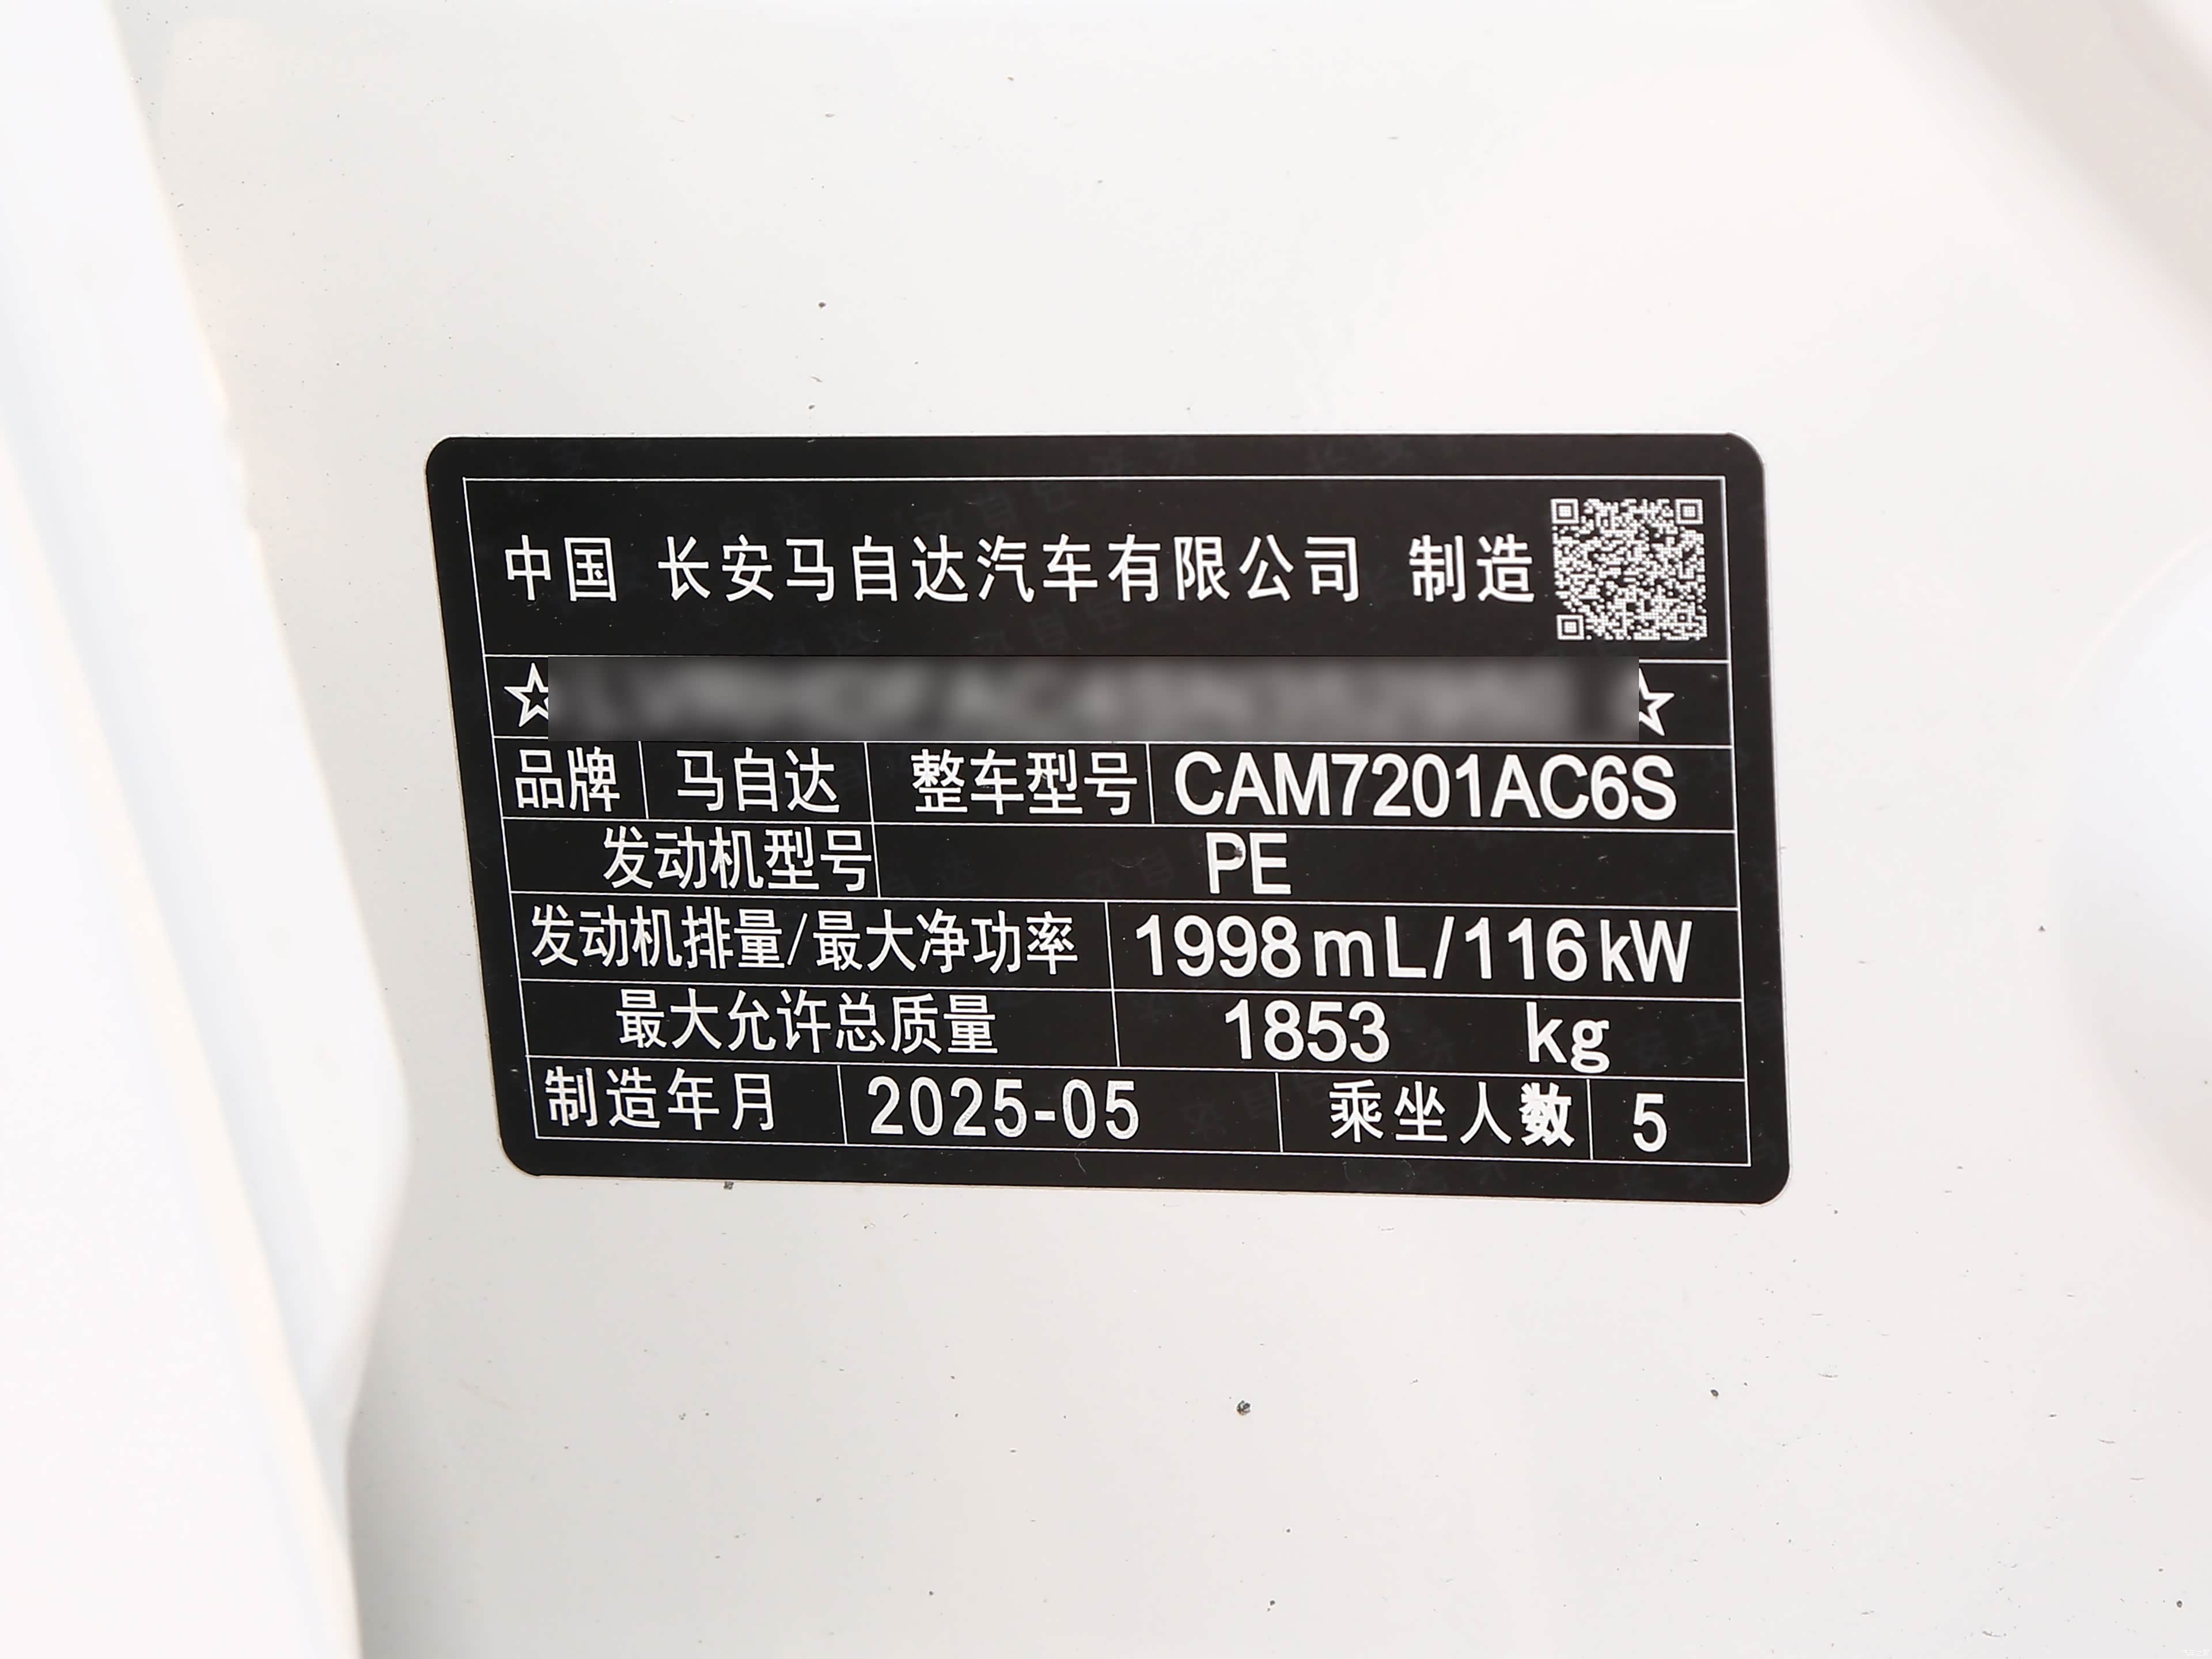 中国 长安马自达汽车有限公司 制造
☆ ☆
品牌 马自达 整车型号 CAM7201AC6S
发动机型号 PE
发动机排量/最大净功率 1998mL/116kW
最大允许总质量 1853 kg
制造年月 2025-05 乘坐人数 5